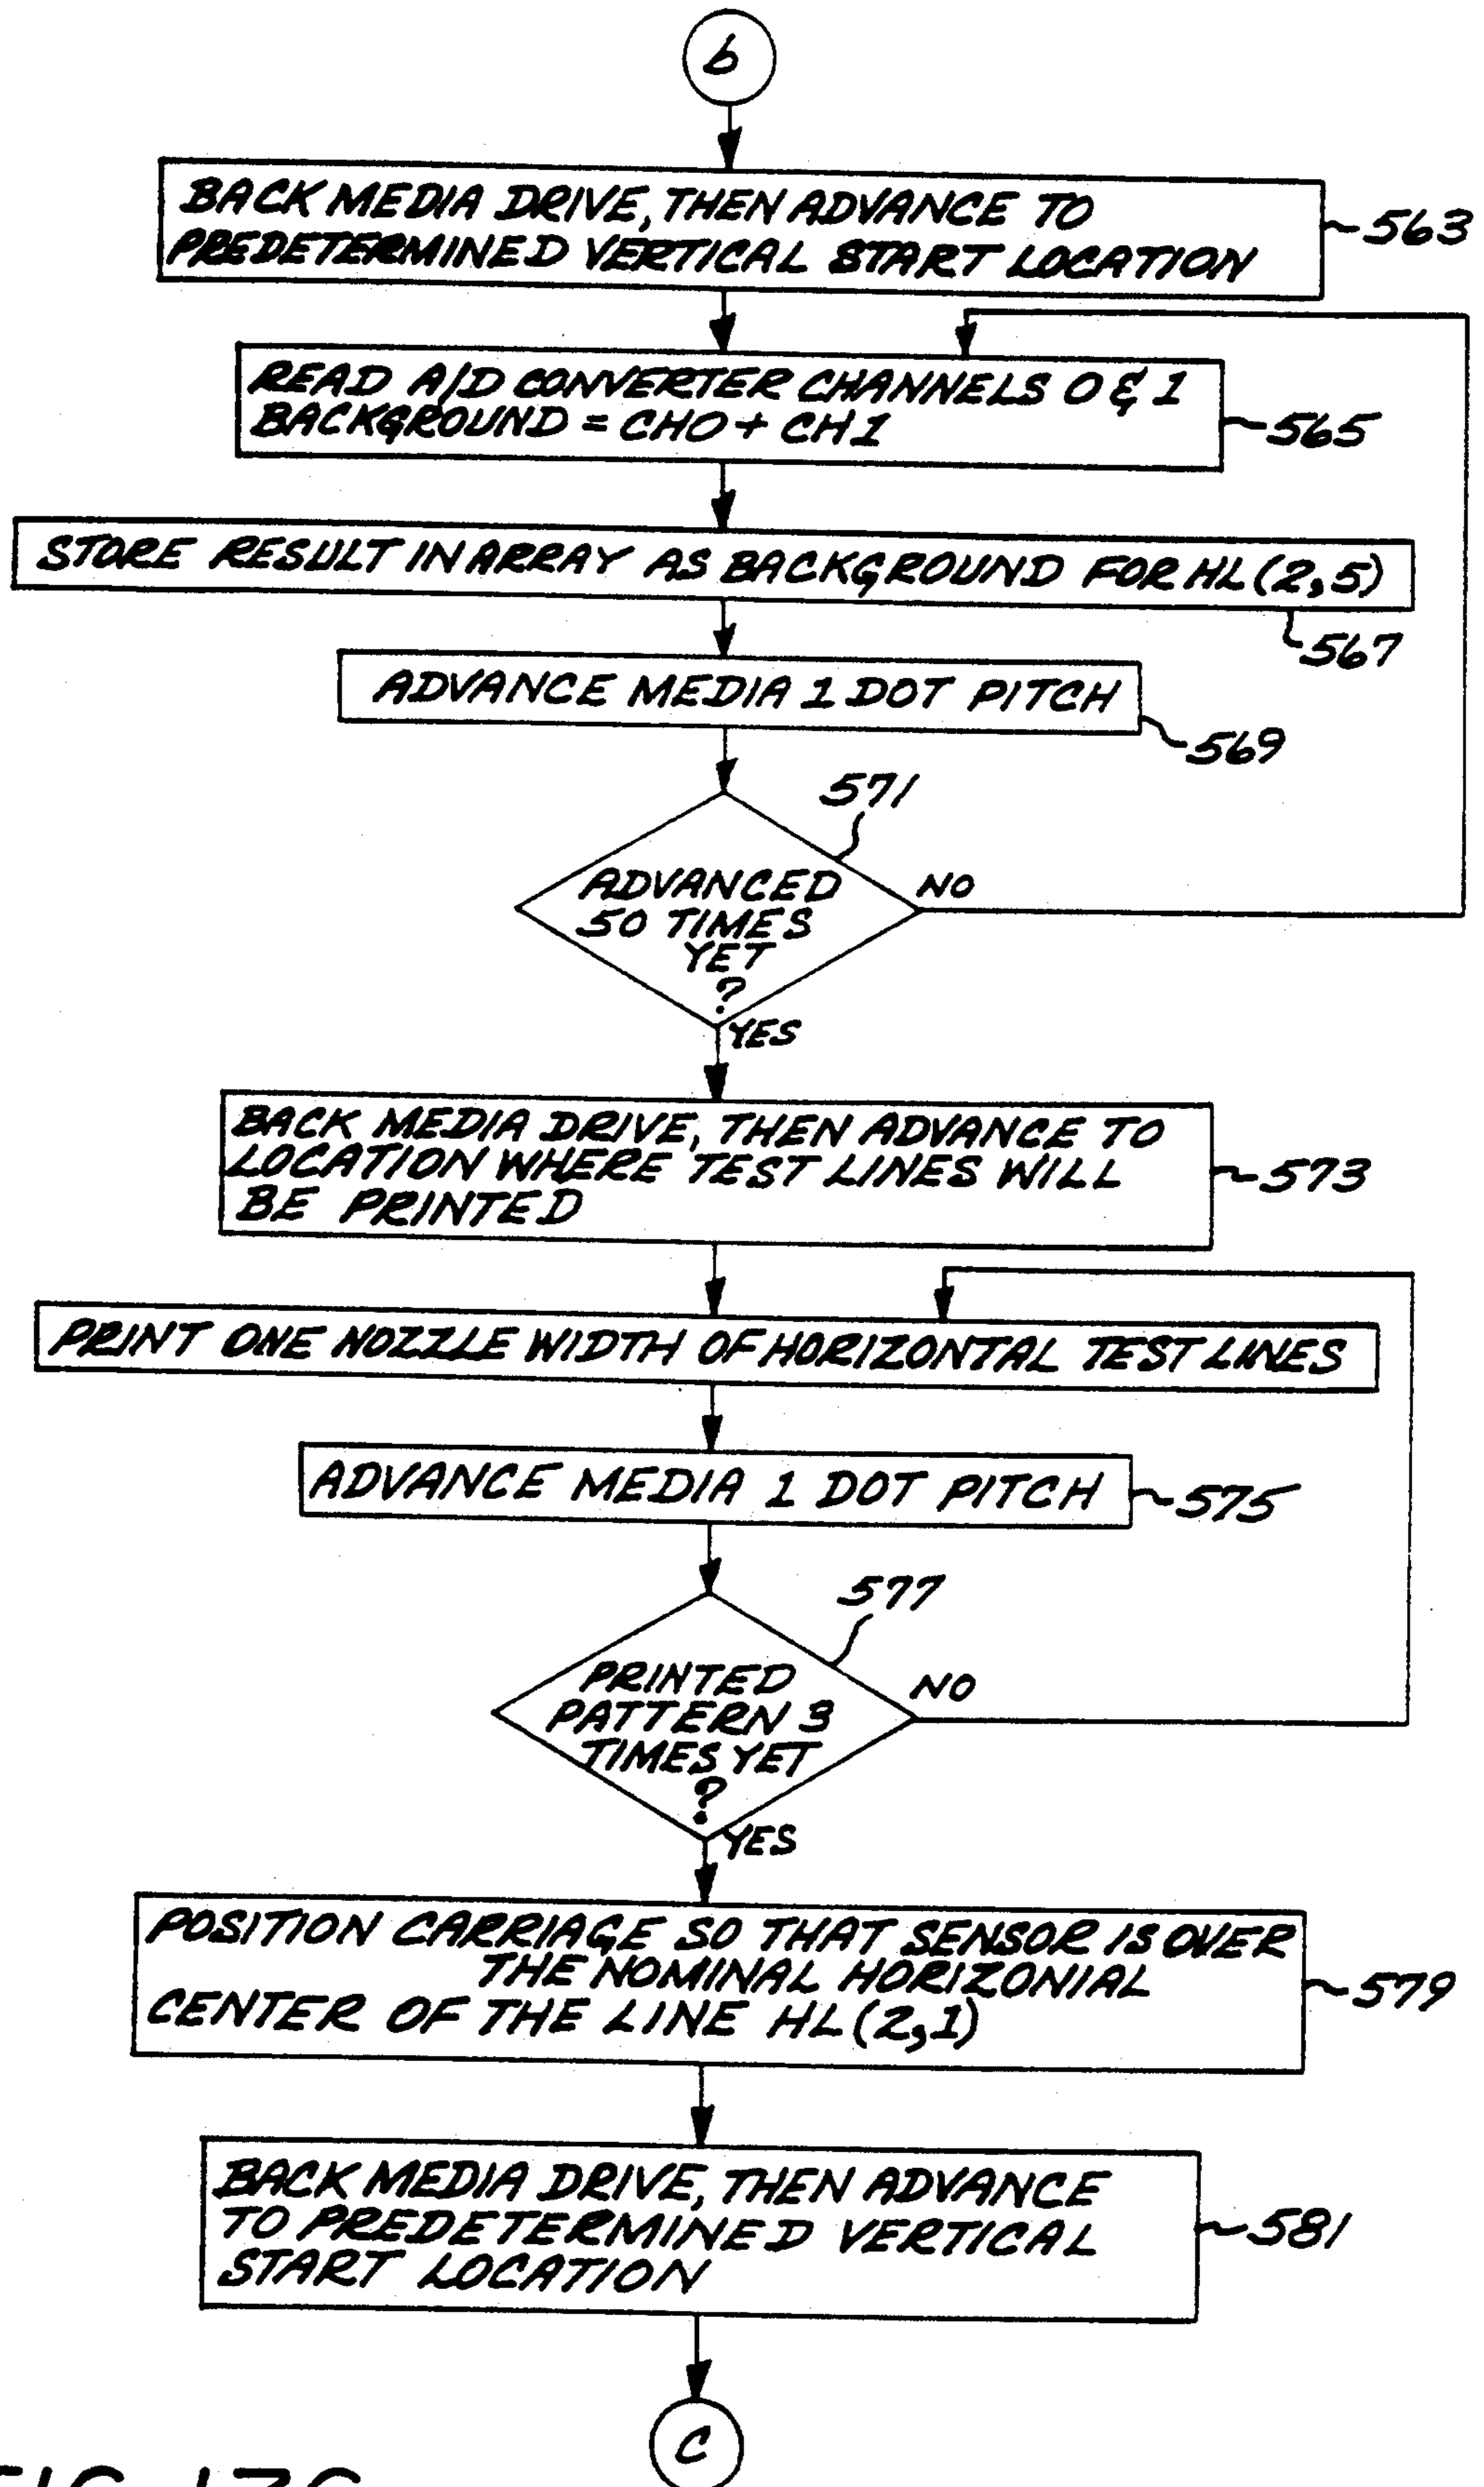 b
BACK MEDIA DRIVE, THEN ADVANCE TO
PREDETERMINED VERTICAL START LOCATION
563
READ A/D CONVERTER CHANNELS 0 & 1
BACKGROUND = CH0 + CH1
565
STORE RESULT IN ARRAY AS BACKGROUND FOR HL (2,5)
567
ADVANCE MEDIA 1 DOT PITCH
569
571
ADVANCED
50 TIMES
YET
?
NO
YES
BACK MEDIA DRIVE, THEN ADVANCE TO
LOCATION WHERE TEST LINES WILL
BE PRINTED
573
PRINT ONE NOZZLE WIDTH OF HORIZONTAL TEST LINES
ADVANCE MEDIA 1 DOT PITCH
575
577
PRINTED
PATTERN 3
TIMES YET
?
NO
YES
POSITION CARRIAGE SO THAT SENSOR IS OVER
THE NOMINAL HORIZONIAL
CENTER OF THE LINE HL (2,1)
579
BACK MEDIA DRIVE, THEN ADVANCE
TO PREDETERMINED VERTICAL
START LOCATION
581
C